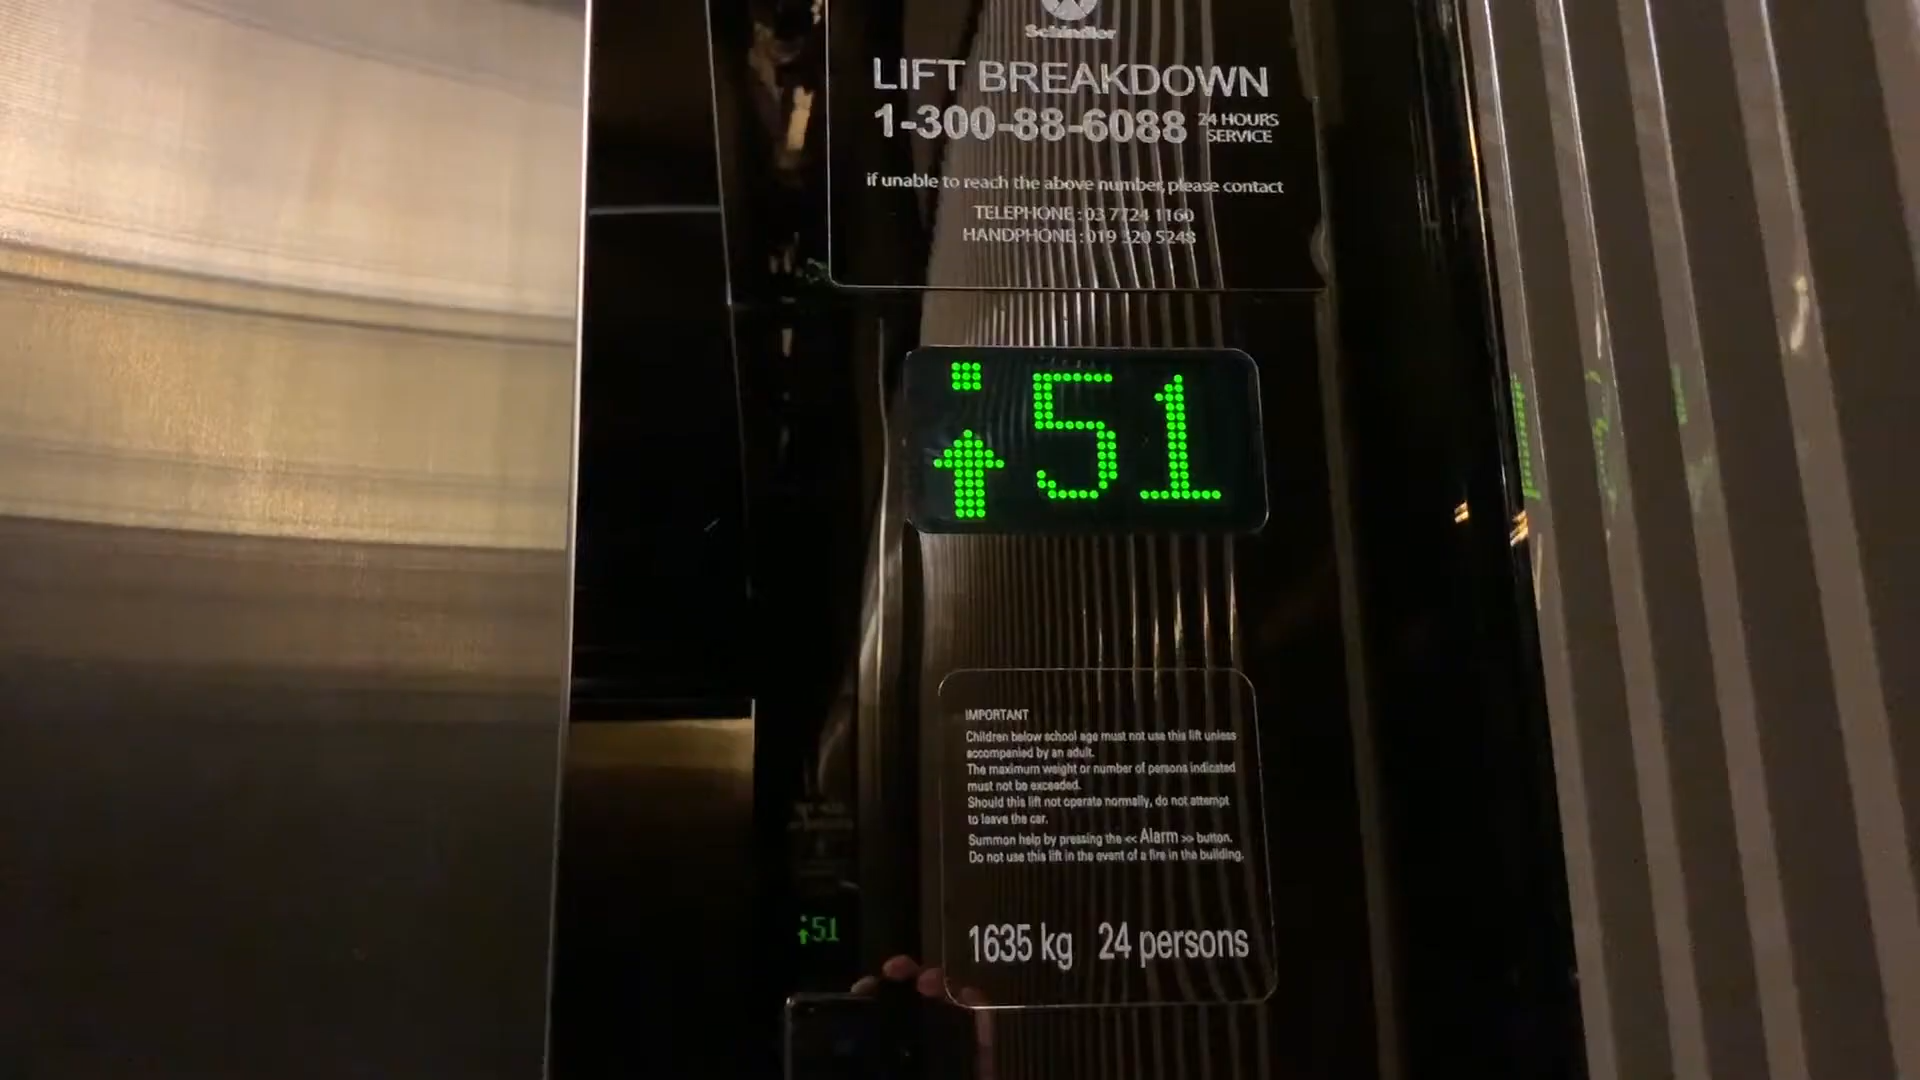 Schindler
LIFT BREAKDOWN
1-300-88-6088 24 HOURS SERVICE
if unable to reach the above number, please contact
TELEPHONE : 03 7724 1160
HANDPHONE : 019 320 5248
51
IMPORTANT
Children below school age must not use this lift unless
accompanied by an adult.
The maximum weight or number of persons indicated
must not be exceeded.
Should this lift not operate normally, do not attempt
to leave the car.
Summon help by pressing the << Alarm >> button.
Do not use this lift in the event of a fire in the building.
51
1635 kg 24 persons